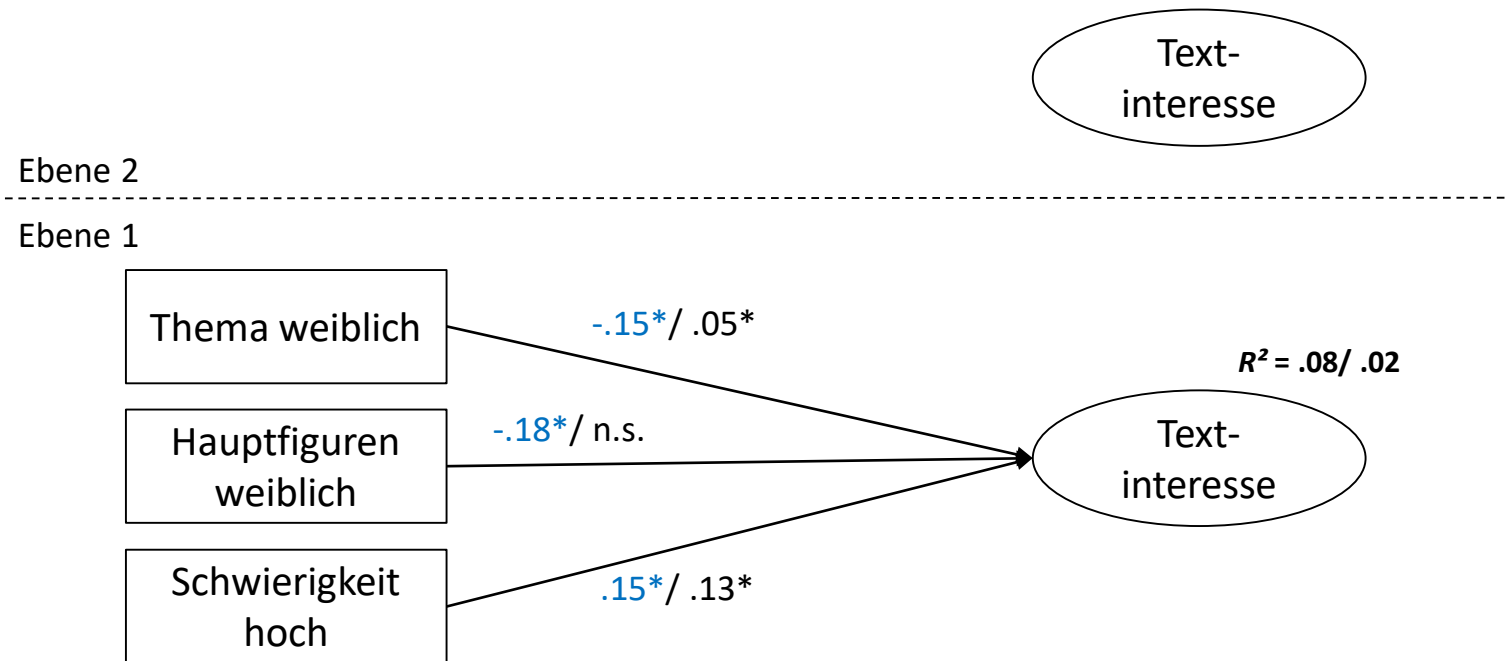 Text-
interesse
Ebene 2
Ebene 1
Thema weiblich
-.15*/ .05*
R² = .08/ .02
Hauptfiguren
weiblich
-.18*/ n.s.
Text-
interesse
Schwierigkeit
hoch
.15*/ .13*